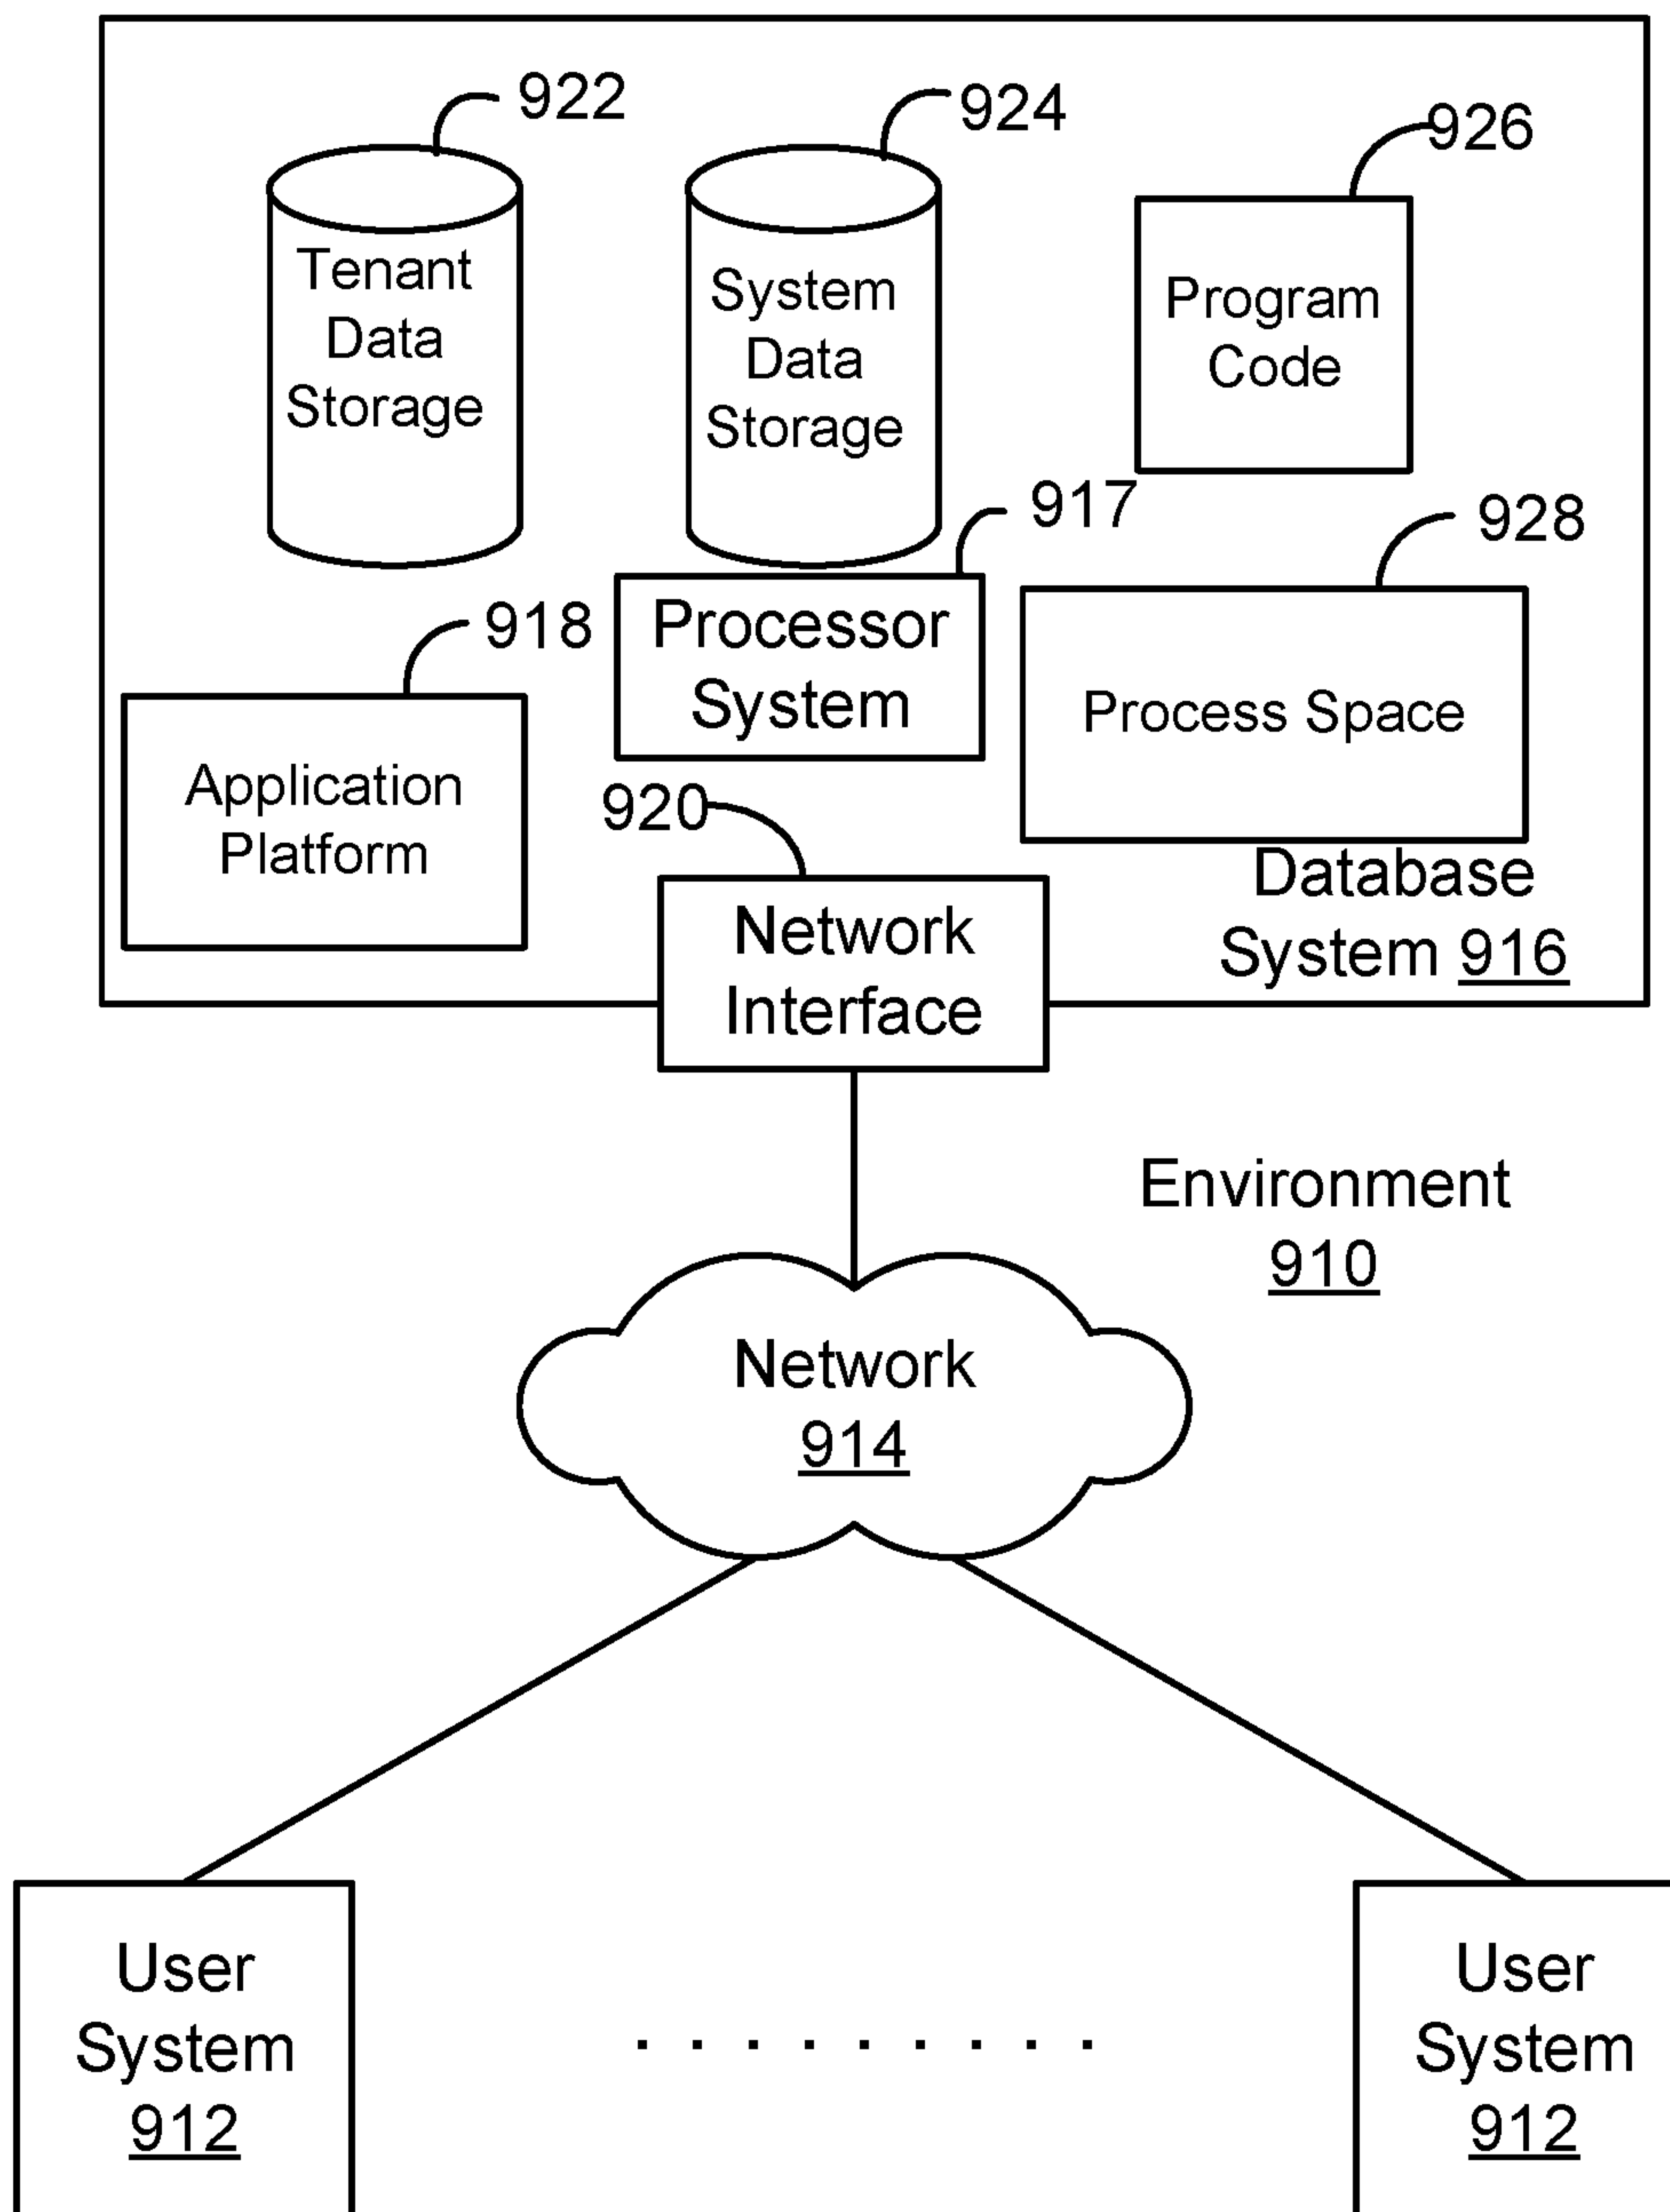 922
924
926
Tenant
Data
Storage
System
Data
Storage
Program
Code
917
928
918
Processor
System
Process Space
Application
Platform
920
Database
System 916
Network
Interface
Environment
910
Network
914
User
System
912
. . . . . . . . .
User
System
912